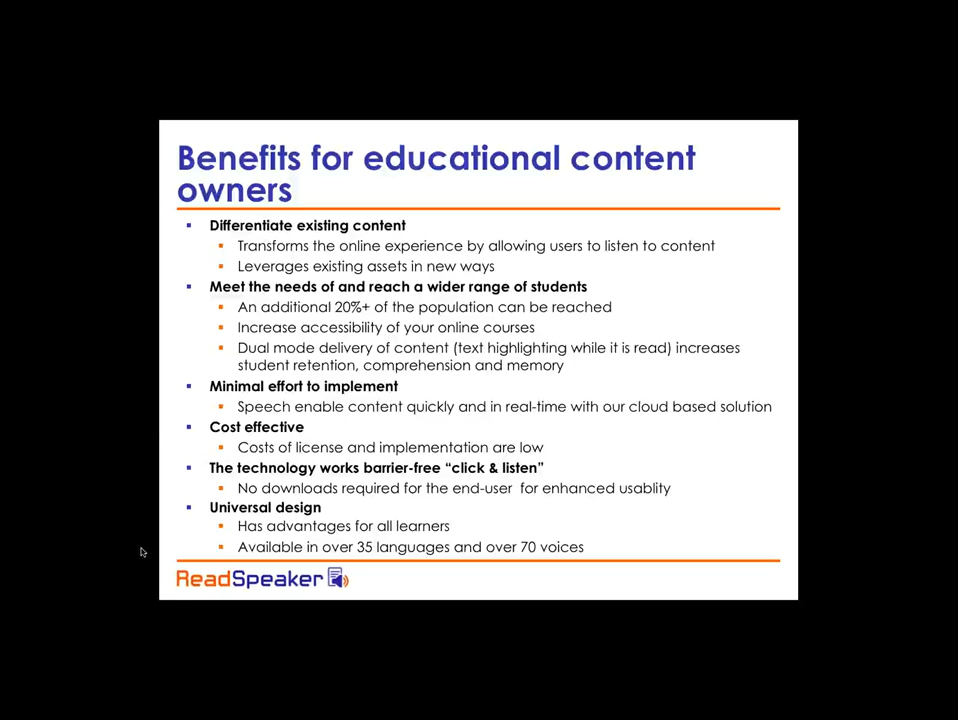 Benefits for educational content
owners
Differentiate existing content
Transforms the online experience by allowing users to listen to content
Leverages existing assets in new ways
Meet the needs of and reach a wider range of students
An additional 20%+ of the population can be reached
Increase accessibility of your online courses
Dual mode delivery of content (text highlighting while it is read) increases
student retention, comprehension and memory
Minimal effort to implement
Speech enable content quickly and in real-time with our cloud based solution
Cost effective
Costs of license and implementation are low
The technology works barrier-free “click & listen”
No downloads required for the end-user for enhanced usablity
Universal design
Has advantages for all learners
Available in over 35 languages and over 70 voices
ReadSpeaker